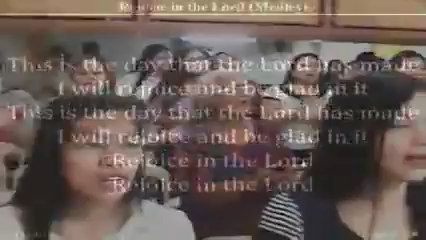 Rejoice in the Lord (Medley)
This is the day that the Lord has made
I will rejoice and be glad in it
This is the day that the Lord has made
I will rejoice and be glad in it
Rejoice in the Lord
Rejoice in the Lord